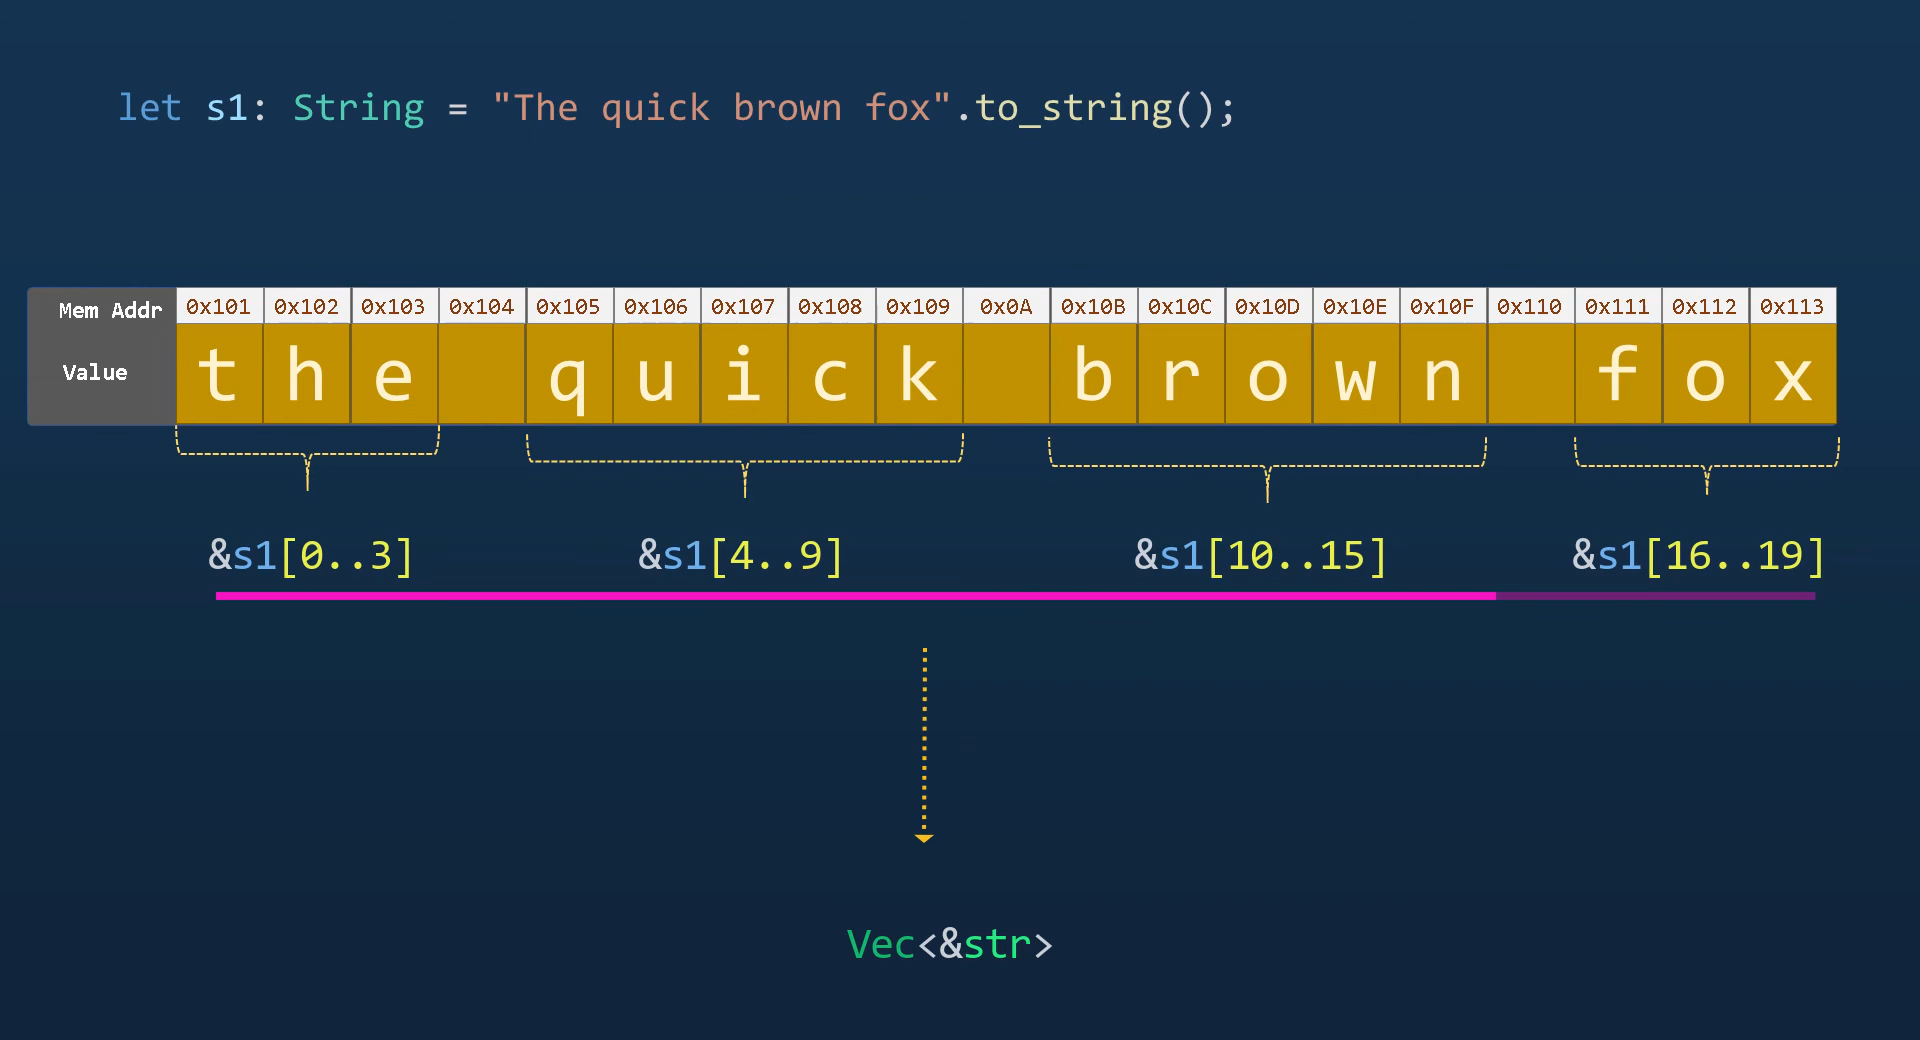 let s1: String = "The quick brown fox".to_string();
Mem Addr 0x101 0x102 0x103 0x104 0x105 0x106 0x107 0x108 0x109 0x0A 0x10B 0x10C 0x10D 0x10E 0x10F 0x110 0x111 0x112 0x113
Value t h e q u i c k b r o w n f o x
&s1[0..3] &s1[4..9] &s1[10..15] &s1[16..19]
Vec<&str>